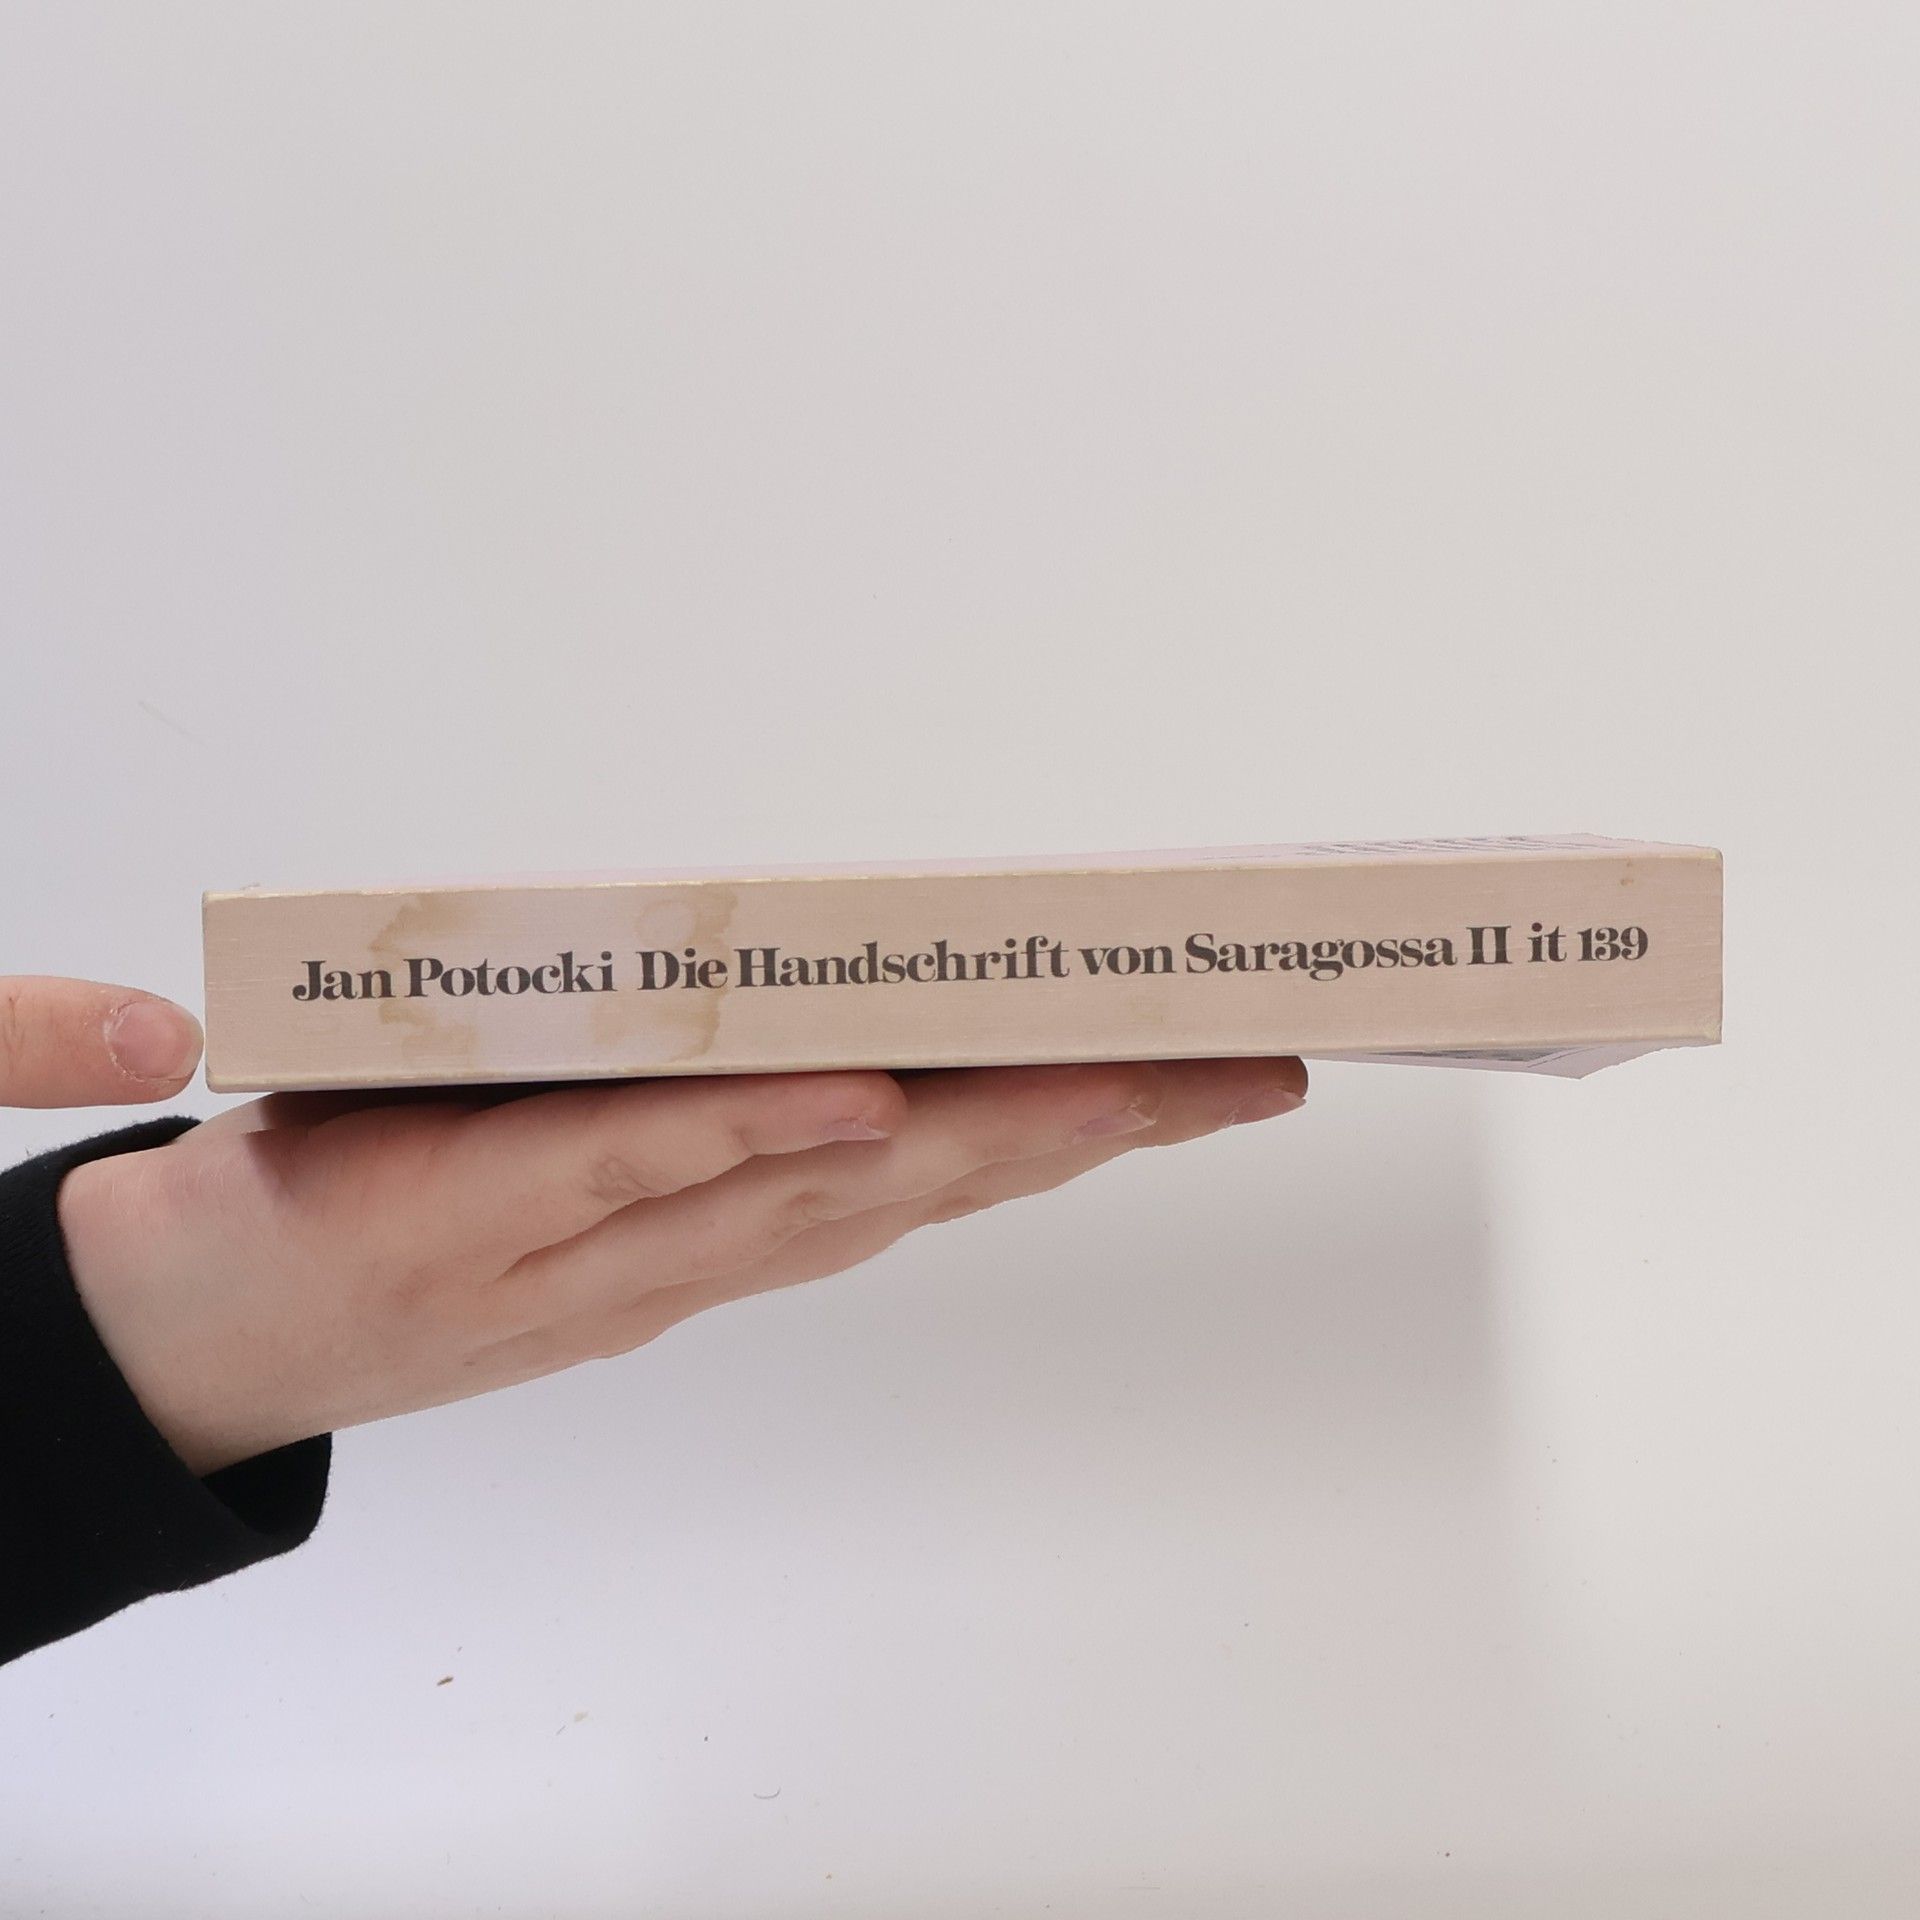 Jan Potocki Die Handschrift von Saragossa II it 139